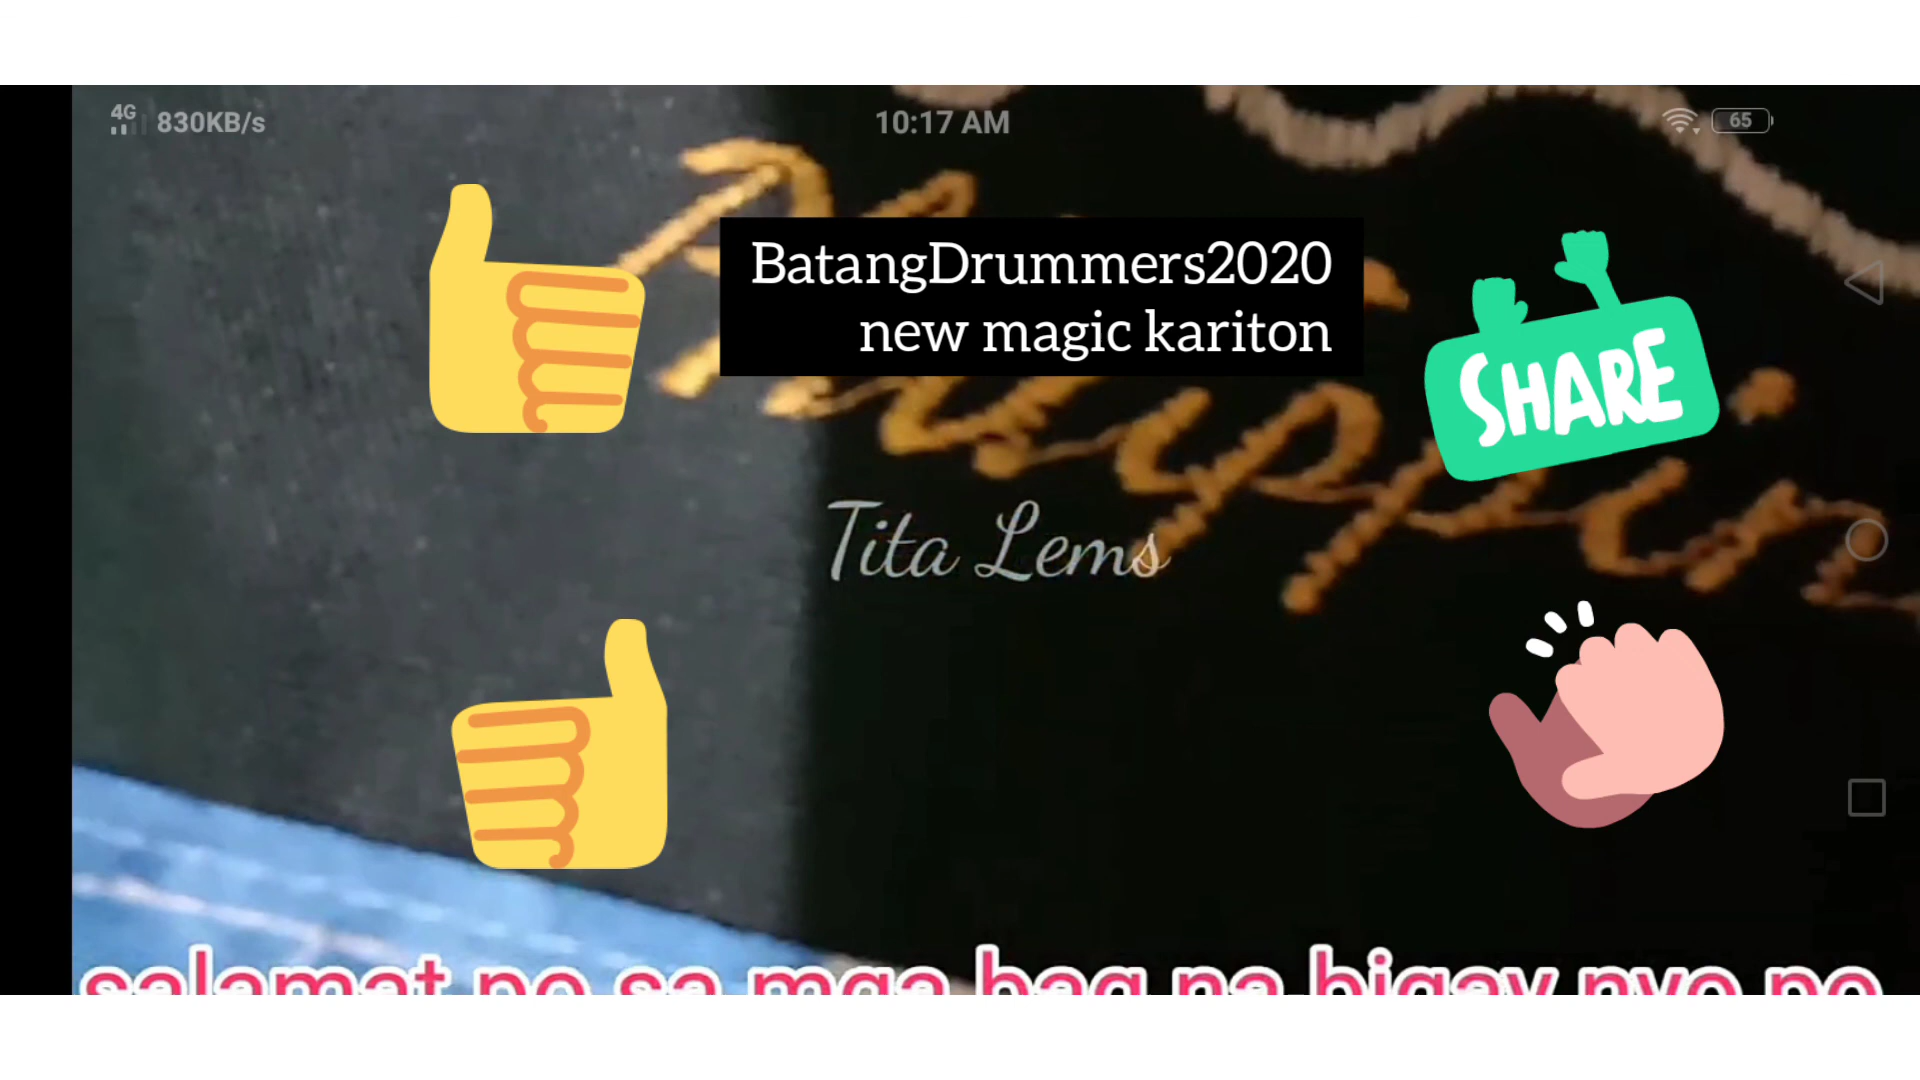 4G 830KB/s
10:17 AM
65
BatangDrummers2020
new magic kariton
SHARE
Tita Lems
salamat po sa mga bag na bigay nyo po